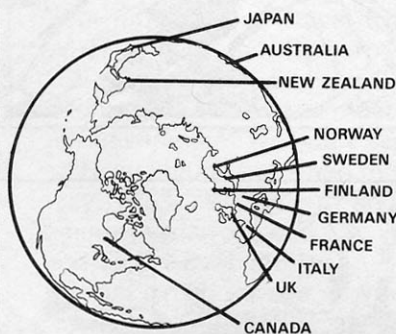 JAPAN
AUSTRALIA
NEW ZEALAND
NORWAY
SWEDEN
FINLAND
GERMANY
FRANCE
ITALY
UK
CANADA